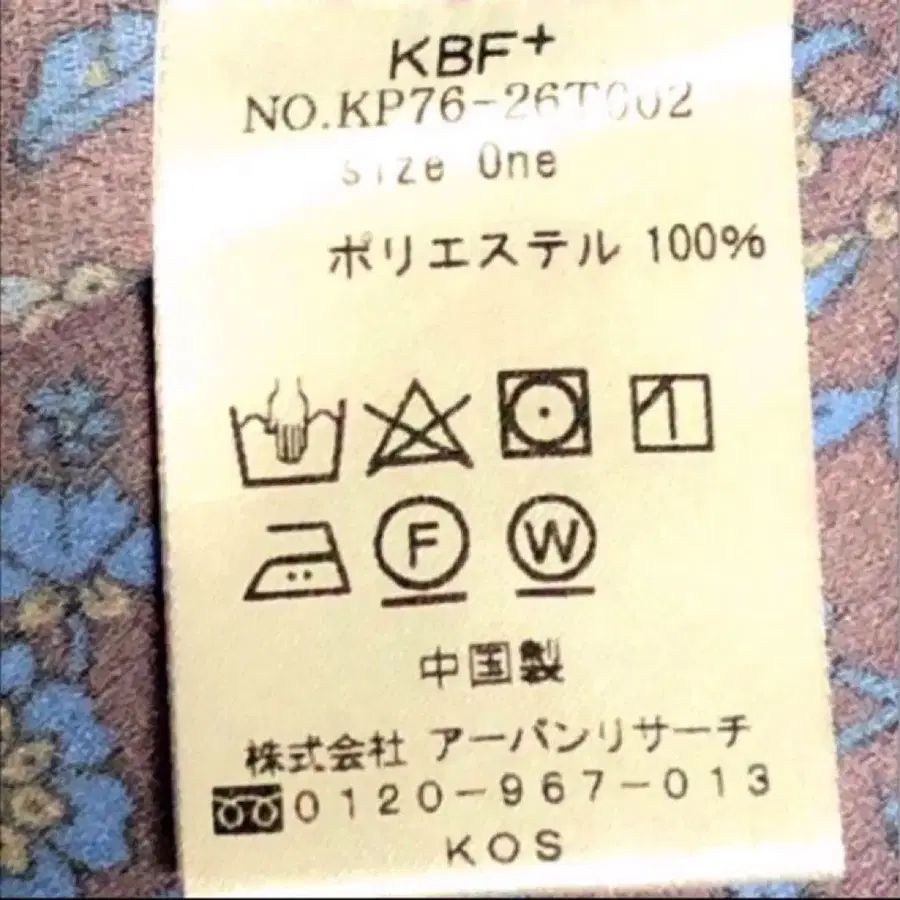 KBF+
NO.KP76-26T002
Size One
ポリエステル 100%
F W
中国製
株式会社 アーバンリサーチ
0120-967-013
KOS